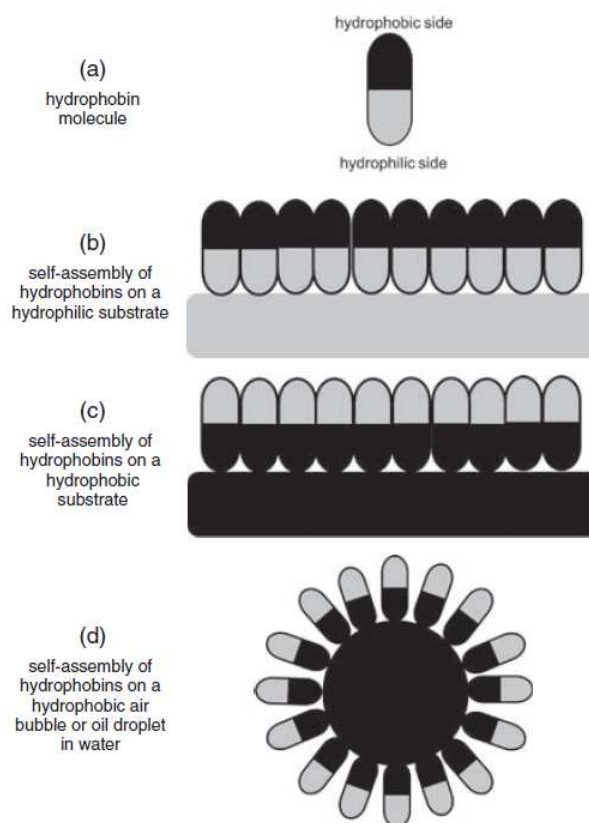 hydrophobic side
(a)
hydrophobin
molecule
hydrophilic side
(b)
self-assembly of
hydrophobins on a
hydrophilic substrate
(c)
self-assembly of
hydrophobins on a
hydrophobic
substrate
(d)
self-assembly of
hydrophobins on a
hydrophobic air
bubble or oil droplet
in water